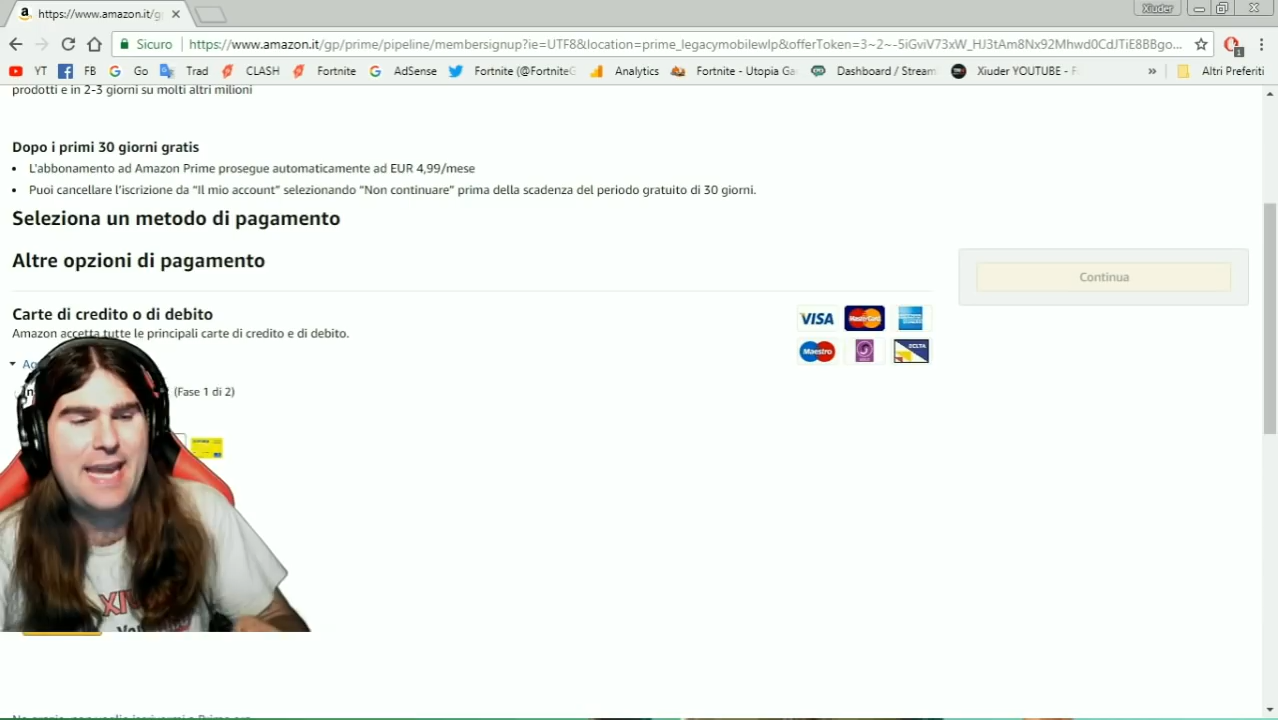 https://www.amazon.it/gp
Xiuder
Sicuro
https://www.amazon.it/gp/prime/pipeline/membersignup?ie=UTF8&location=prime_legacymobilewlp&offerToken=3~2~-5iGviV73xW_HJ3tAm8Nx92Mhwd0CdJTiE8BBgo...
YT FB Go Trad CLASH Fortnite AdSense Fortnite (@FortniteG Analytics Fortnite - Utopia Ga Dashboard / Stream Xiuder YOUTUBE - F » Altri Preferiti
prodotti e in 2-3 giorni su molti altri milioni
Dopo i primi 30 giorni gratis
• L'abbonamento ad Amazon Prime prosegue automaticamente ad EUR 4,99/mese
• Puoi cancellare l'iscrizione da “Il mio account” selezionando “Non continuare” prima della scadenza del periodo gratuito di 30 giorni.
Seleziona un metodo di pagamento
Altre opzioni di pagamento
Continua
Carte di credito o di debito
Amazon accetta tutte le principali carte di credito e di debito.
VISA MasterCard
Maestro DELTA
(Fase 1 di 2)
XIU